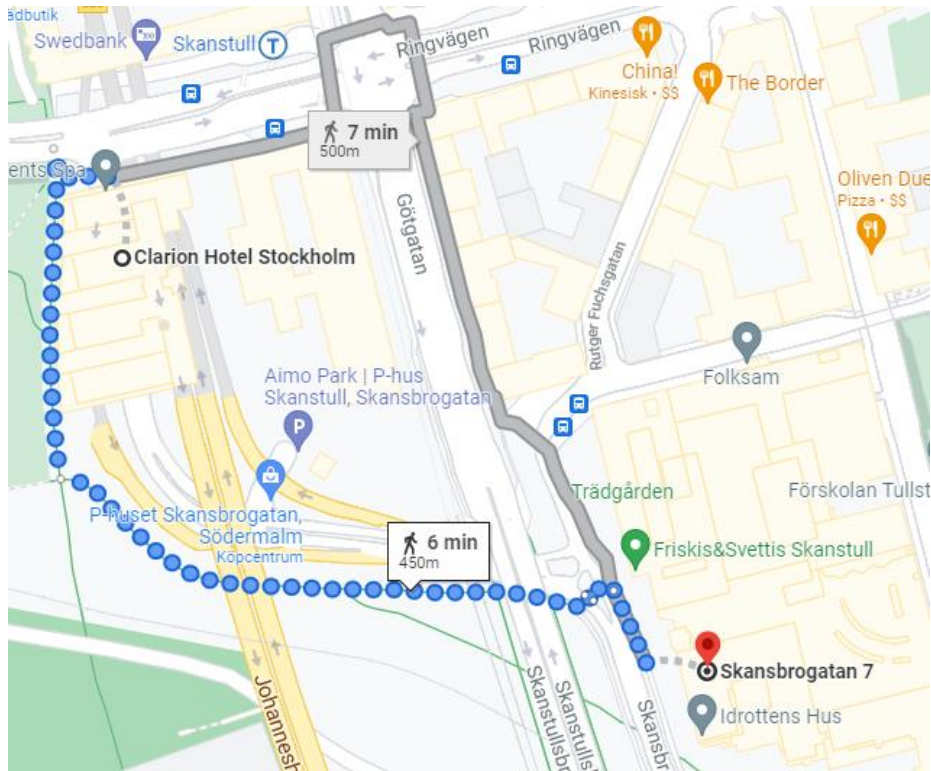 ädbutik
Swedbank
Skanstull
T
Ringvägen
Ringvägen
China!
Kinesisk • $$
The Border
7 min
500m
ents Spa
Oliven Due
Pizza • $$
Götgatan
Clarion Hotel Stockholm
Rutger Fuchsgatan
Folksam
Aimo Park | P-hus
Skanstull, Skansbrogatan
P
P-huset Skansbrogatan,
Södermalm
Köpcentrum
Trädgården
Förskolan Tullst
6 min
450m
Friskis&Svettis Skanstull
Skansbrogatan 7
Idrottens Hus
Johannesh
Skanstullsbr
Skanstulls
Skansbr